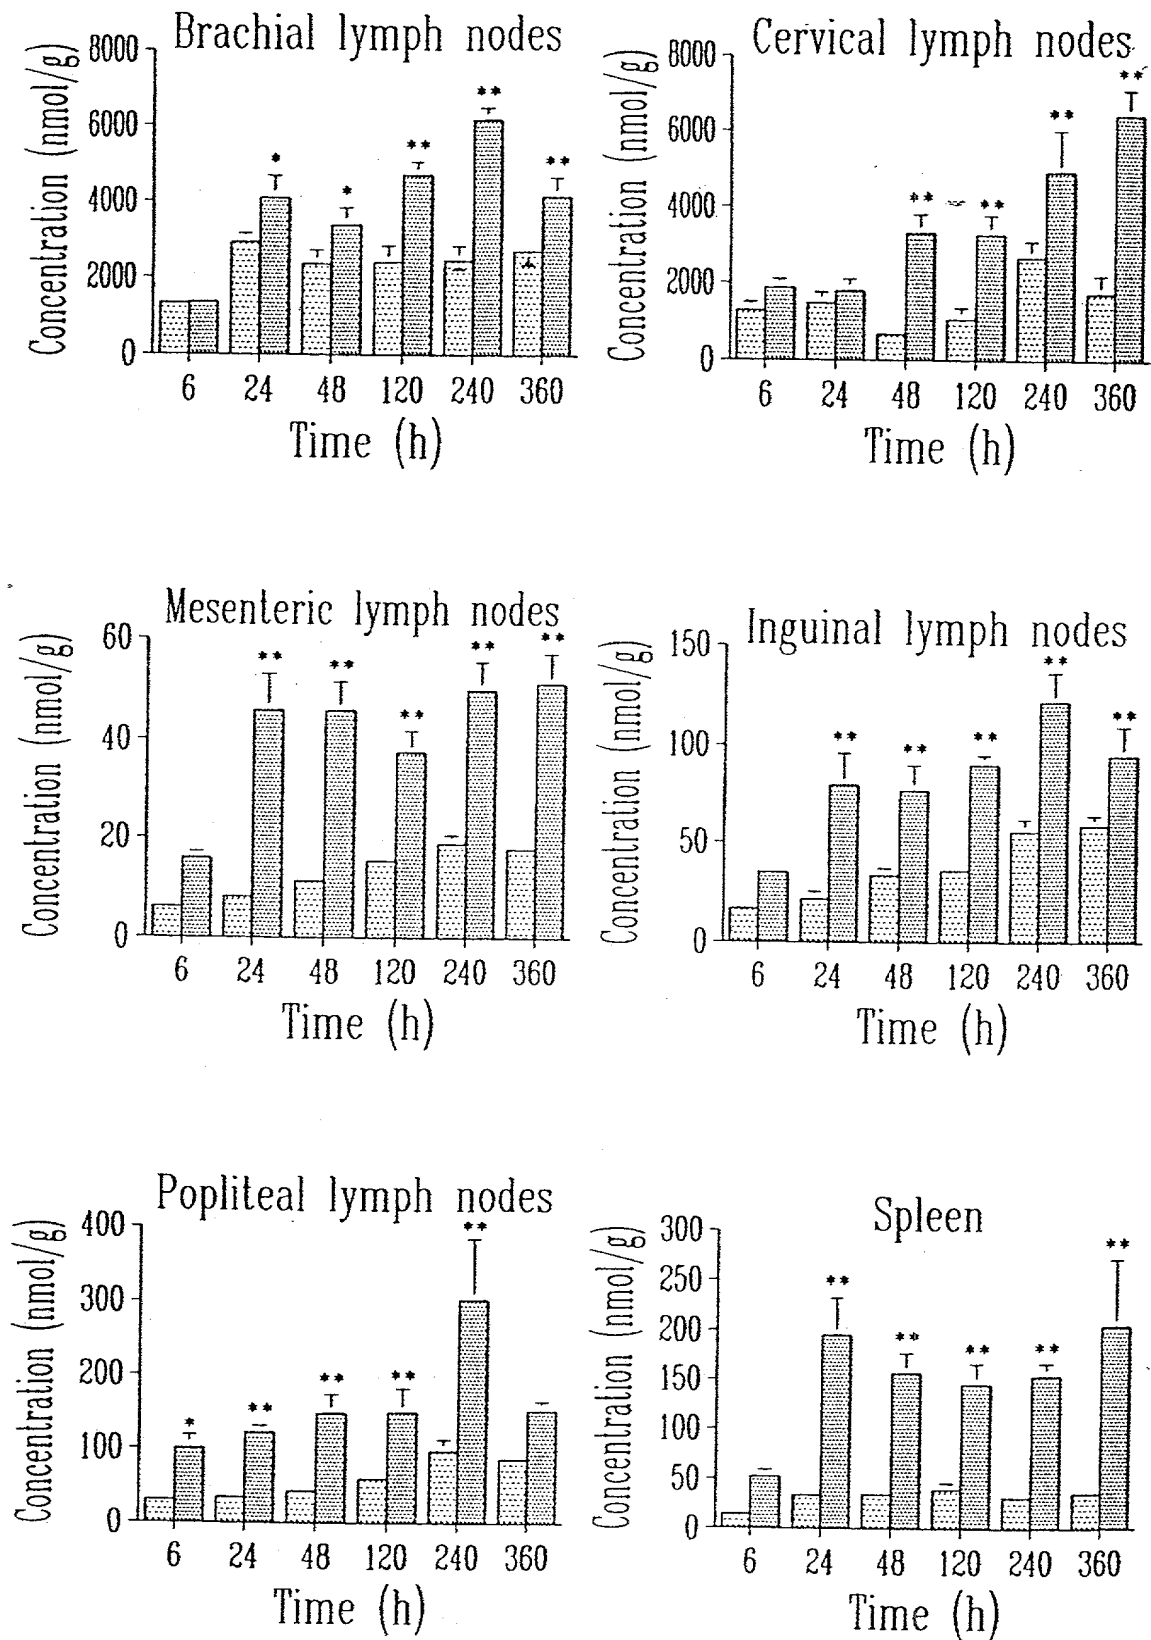 Brachial lymph nodes
Concentration (nmol/g)
8000
6000
4000
2000
0
* * ** ** **
6 24 48 120 240 360
Time (h)
Cervical lymph nodes
Concentration (nmol/g)
8000
6000
4000
2000
0
** ** ** **
6 24 48 120 240 360
Time (h)
Mesenteric lymph nodes
Concentration (nmol/g)
60
40
20
0
** ** ** ** **
6 24 48 120 240 360
Time (h)
Inguinal lymph nodes
Concentration (nmol/g)
150
100
50
0
** ** ** ** **
6 24 48 120 240 360
Time (h)
Popliteal lymph nodes
Concentration (nmol/g)
400
300
200
100
0
* ** ** ** **
6 24 48 120 240 360
Time (h)
Spleen
Concentration (nmol/g)
300
250
200
150
100
50
0
** ** ** ** **
6 24 48 120 240 360
Time (h)